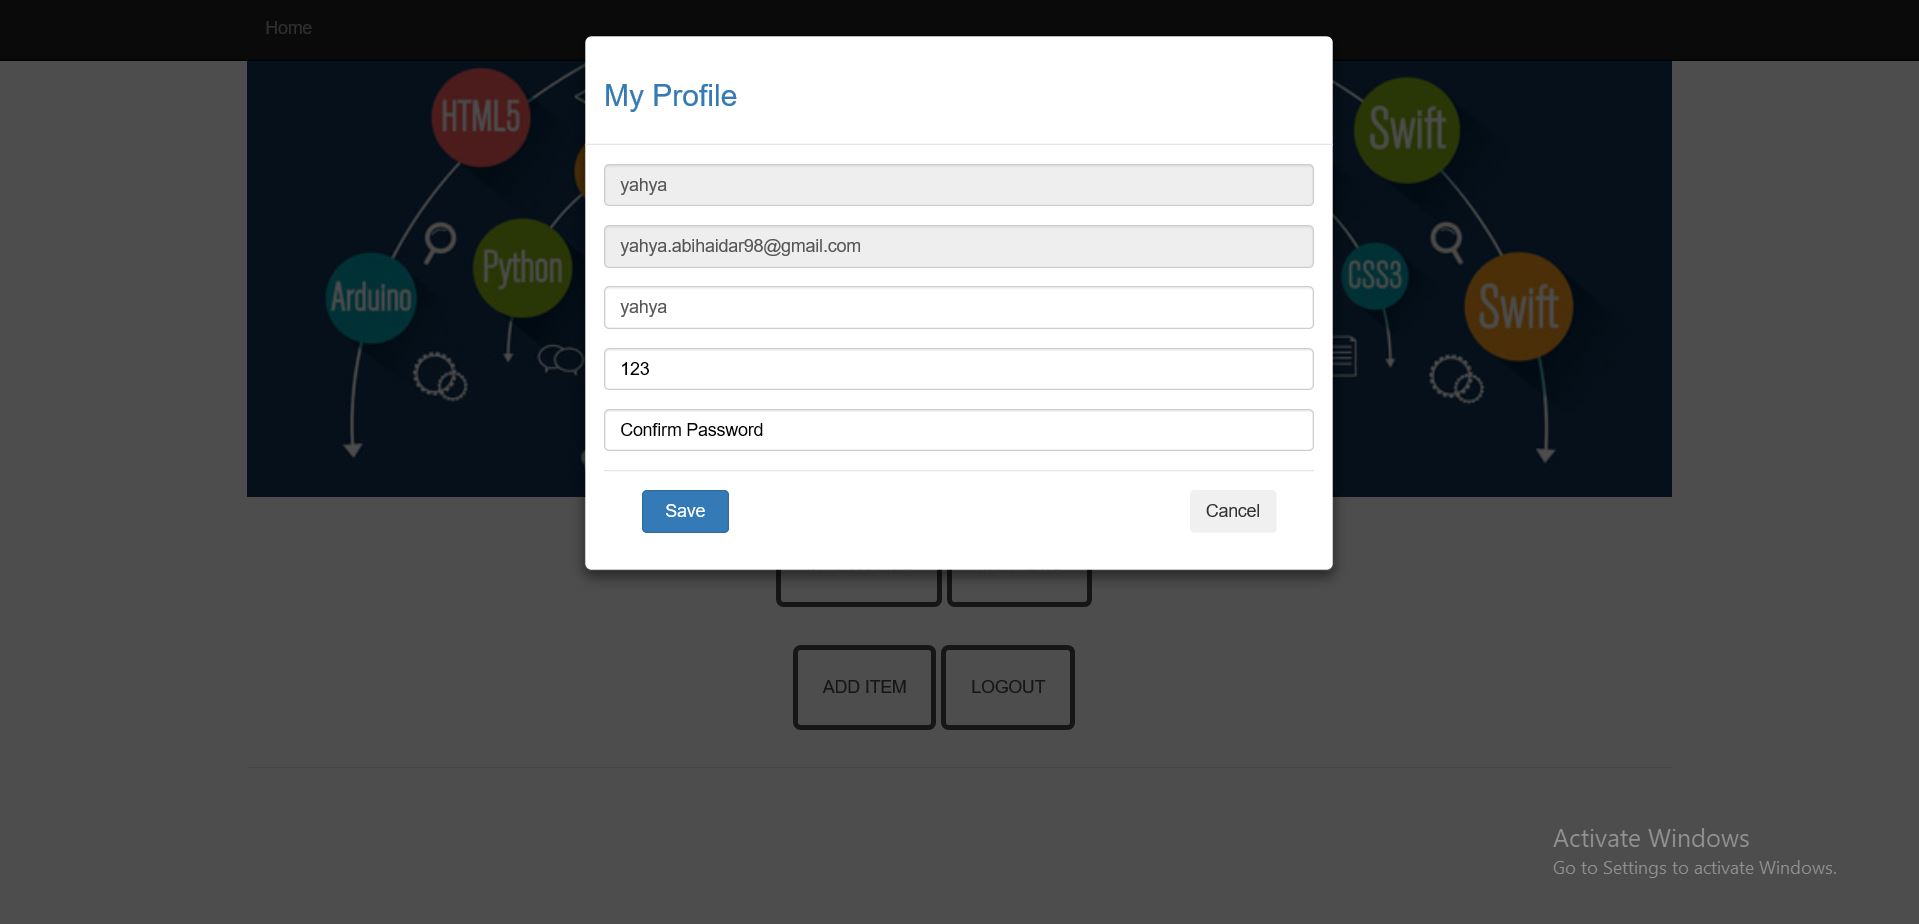 Home
My Profile
yahya
yahya.abihaidar98@gmail.com
yahya
123
Confirm Password
Save
Cancel
HTML5
Python
Arduino
Swift
CSS3
Swift
ADD ITEM
LOGOUT
Activate Windows
Go to Settings to activate Windows.